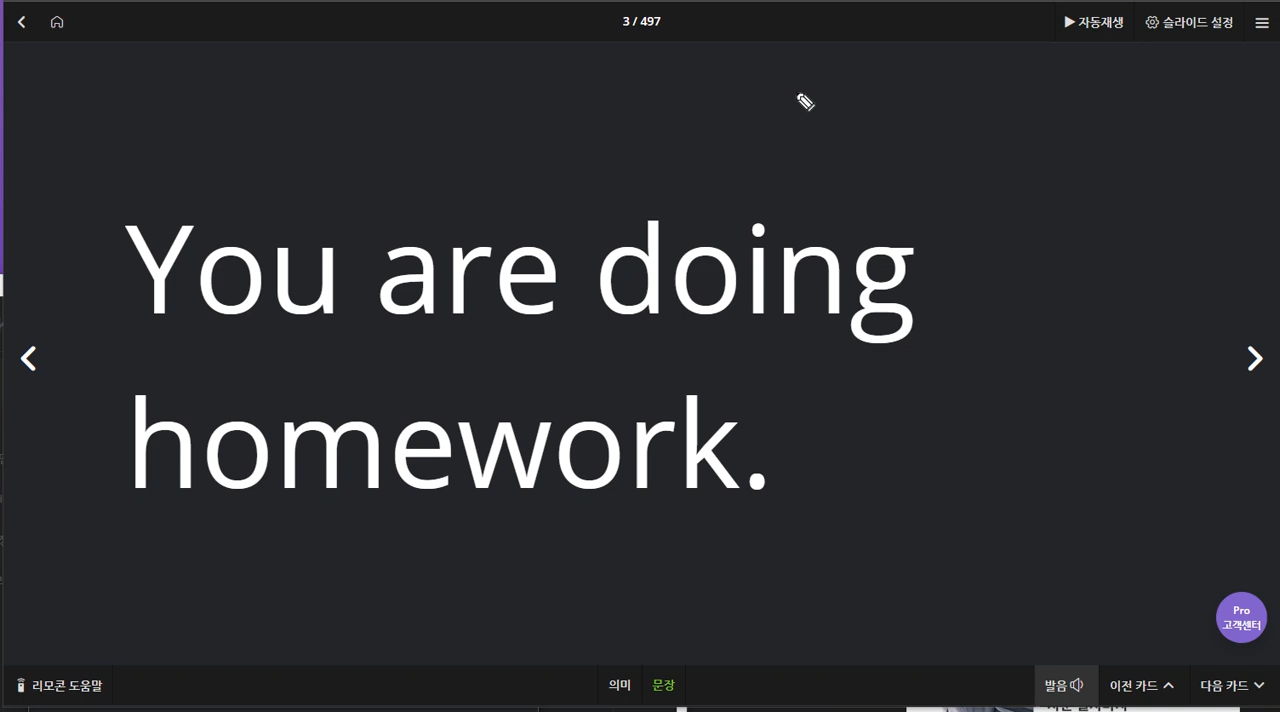 3 / 497
자동재생
슬라이드 설정
You are doing
homework.
Pro
고객센터
리모콘 도움말
의미
문장
발음
이전 카드
다음 카드